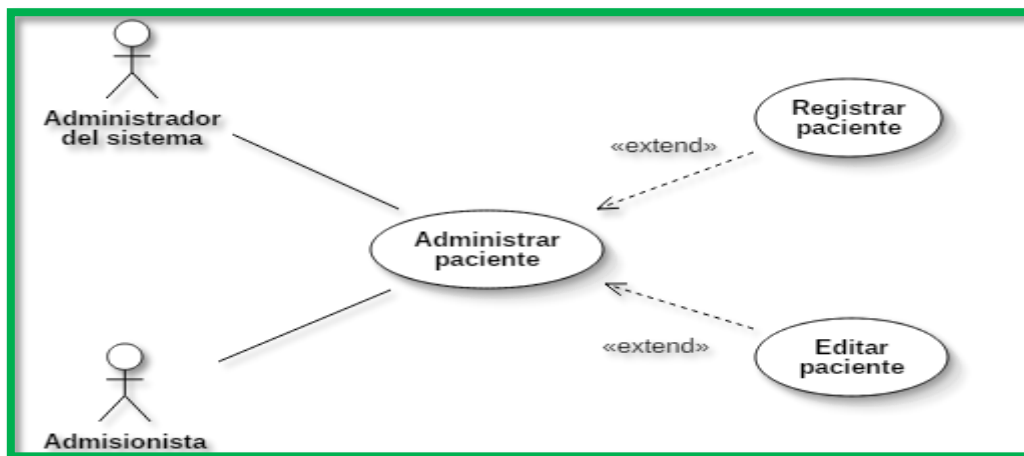 Administrador
del sistema
Registrar
paciente
«extend»
Administrar
paciente
«extend»
Editar
paciente
Admisionista